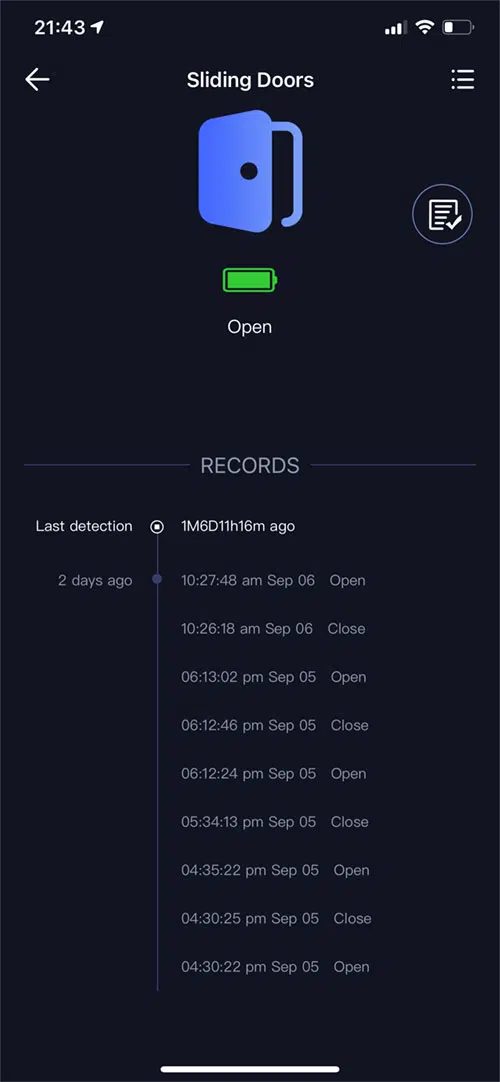 21:43
Sliding Doors
Open
RECORDS
Last detection 1M6D11h16m ago
2 days ago 10:27:48 am Sep 06 Open
10:26:18 am Sep 06 Close
06:13:02 pm Sep 05 Open
06:12:46 pm Sep 05 Close
06:12:24 pm Sep 05 Open
05:34:13 pm Sep 05 Close
04:35:22 pm Sep 05 Open
04:30:25 pm Sep 05 Close
04:30:22 pm Sep 05 Open